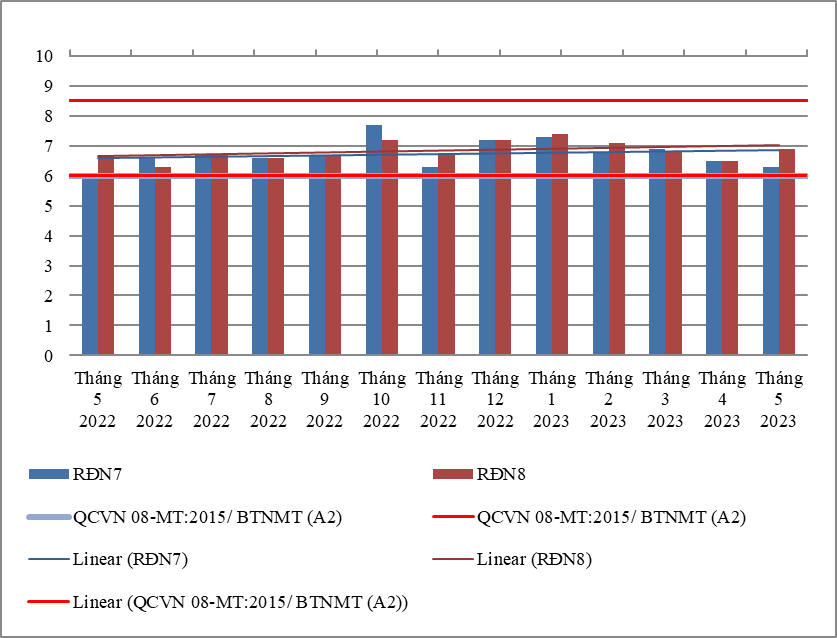 10
9
8
7
6
5
4
3
2
1
0
Tháng Tháng Tháng Tháng Tháng Tháng Tháng Tháng Tháng Tháng Tháng Tháng Tháng
5 6 7 8 9 10 11 12 1 2 3 4 5
2022 2022 2022 2022 2022 2022 2022 2022 2023 2023 2023 2023 2023
RĐN7 RĐN8
QCVN 08-MT:2015/ BTNMT (A2) QCVN 08-MT:2015/ BTNMT (A2)
Linear (RĐN7) Linear (RĐN8)
Linear (QCVN 08-MT:2015/ BTNMT (A2))